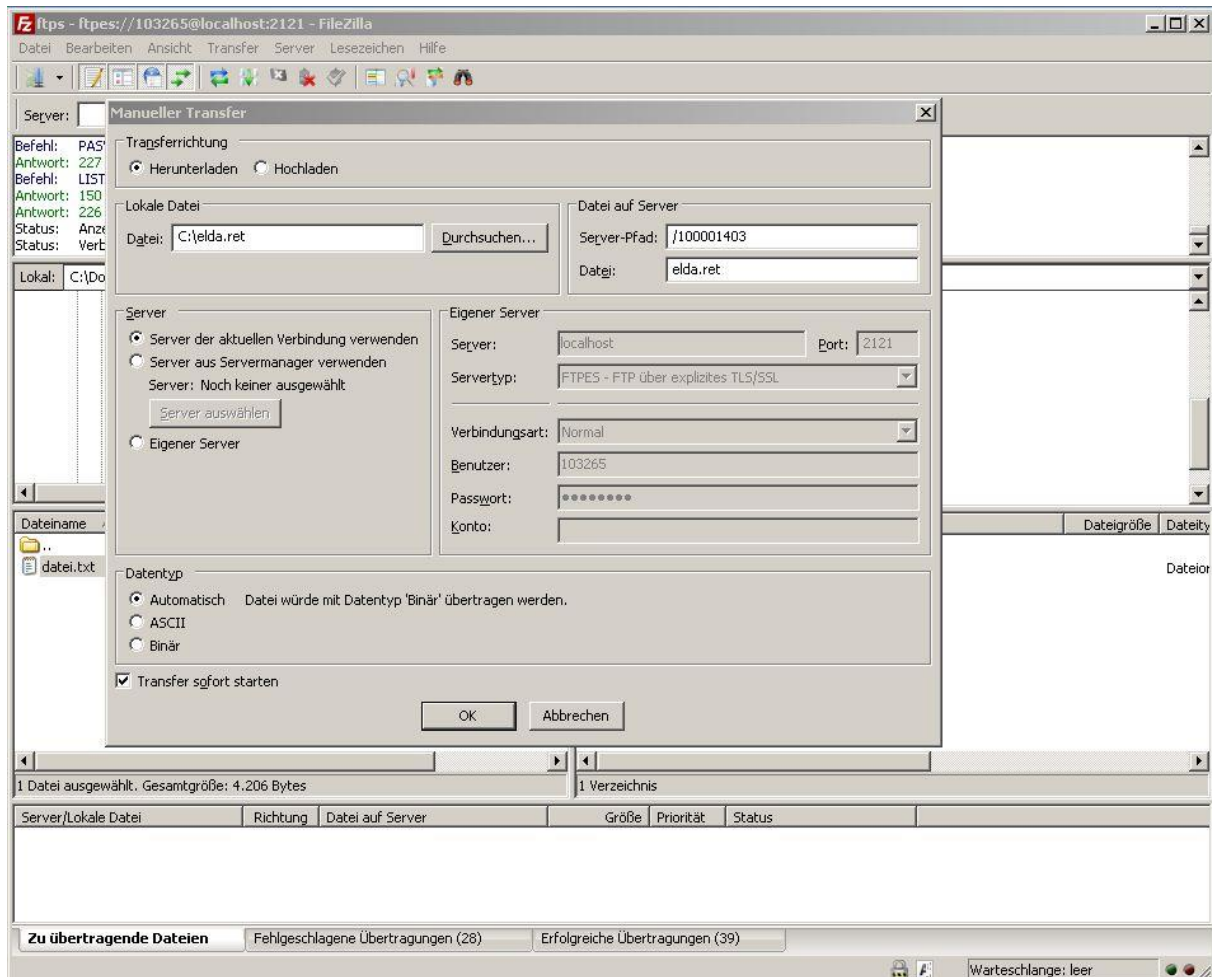 ftps - ftpes://103265@localhost:2121 - FileZilla
Datei Bearbeiten Ansicht Transfer Server Lesezeichen Hilfe
Server:
Manueller Transfer
Befehl:
Antwort: 227
Befehl: LIST
Antwort: 150
Antwort: 226
Status:
Status:
Transferrichtung
Herunterladen Hochladen
Lokale Datei
Datei: C:\elda.ret Durchsuchen...
Datei auf Server
Server-Pfad: /100001403
Datei: elda.ret
Lokal: C:\Do
Server
Server der aktuellen Verbindung verwenden
Server aus Servermanager verwenden
Server: Noch keiner ausgewählt
Server auswählen
Eigener Server
Eigener Server
Server: localhost Port: 2121
Servertyp: FTPES - FTP über explizites TLS/SSL
Verbindungsart: Normal
Benutzer: 103265
Passwort: ●●●●●●●●
Konto:
Dateiname
..
datei.txt
Dateigröße Dateity
Dateior
Datentyp
Automatisch Datei würde mit Datentyp 'Binär' übertragen werden.
ASCII
Binär
Transfer sofort starten
OK Abbrechen
1 Datei ausgewählt. Gesamtgröße: 4.206 Bytes
1 Verzeichnis
Server/Lokale Datei Richtung Datei auf Server Größe Priorität Status
Zu übertragende Dateien Fehlgeschlagene Übertragungen (28) Erfolgreiche Übertragungen (39)
Warteschlange: leer